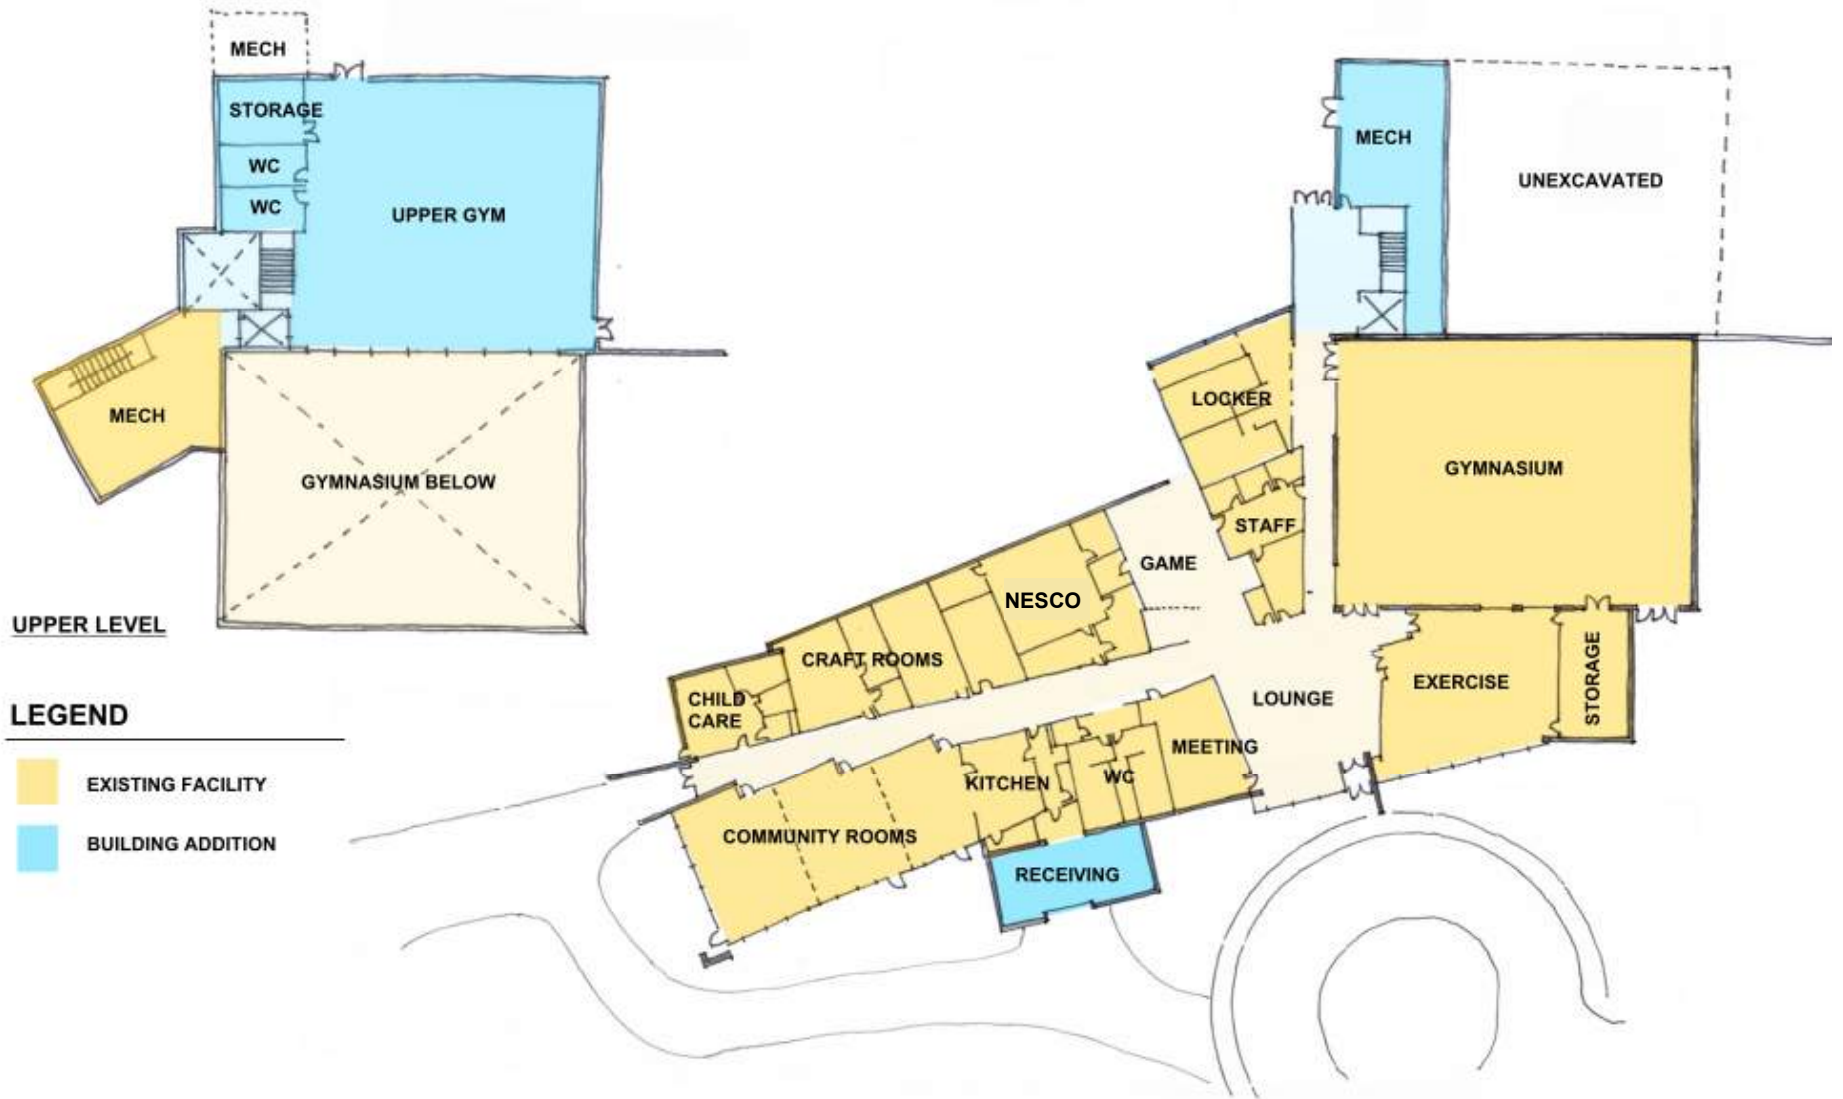 MECH
STORAGE
WC
WC
UPPER GYM
MECH
GYMNASIUM BELOW
UPPER LEVEL
LEGEND
EXISTING FACILITY
BUILDING ADDITION
MECH
UNEXCAVATED
LOCKER
GYMNASIUM
STAFF
GAME
NESCO
CRAFT ROOMS
CHILD
CARE
LOUNGE
EXERCISE
STORAGE
MEETING
WC
KITCHEN
COMMUNITY ROOMS
RECEIVING